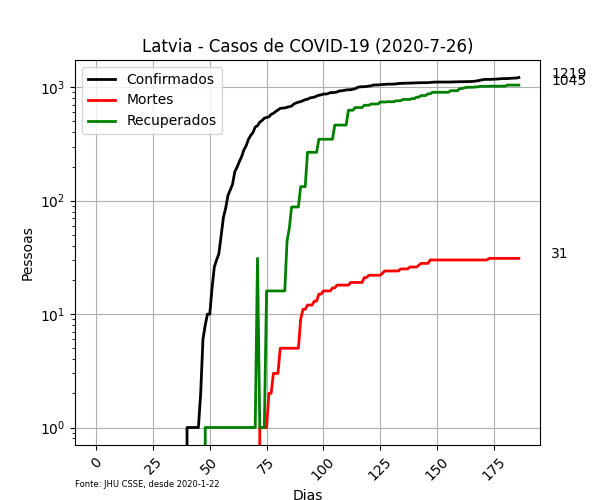 Latvia - Casos de COVID-19 (2020-7-26)
Confirmados
Mortes
Recuperados
1219
1045
31
10³
10²
10¹
10⁰
Pessoas
0
25
50
75
100
125
150
175
Fonte: JHU CSSE, desde 2020-1-22
Dias